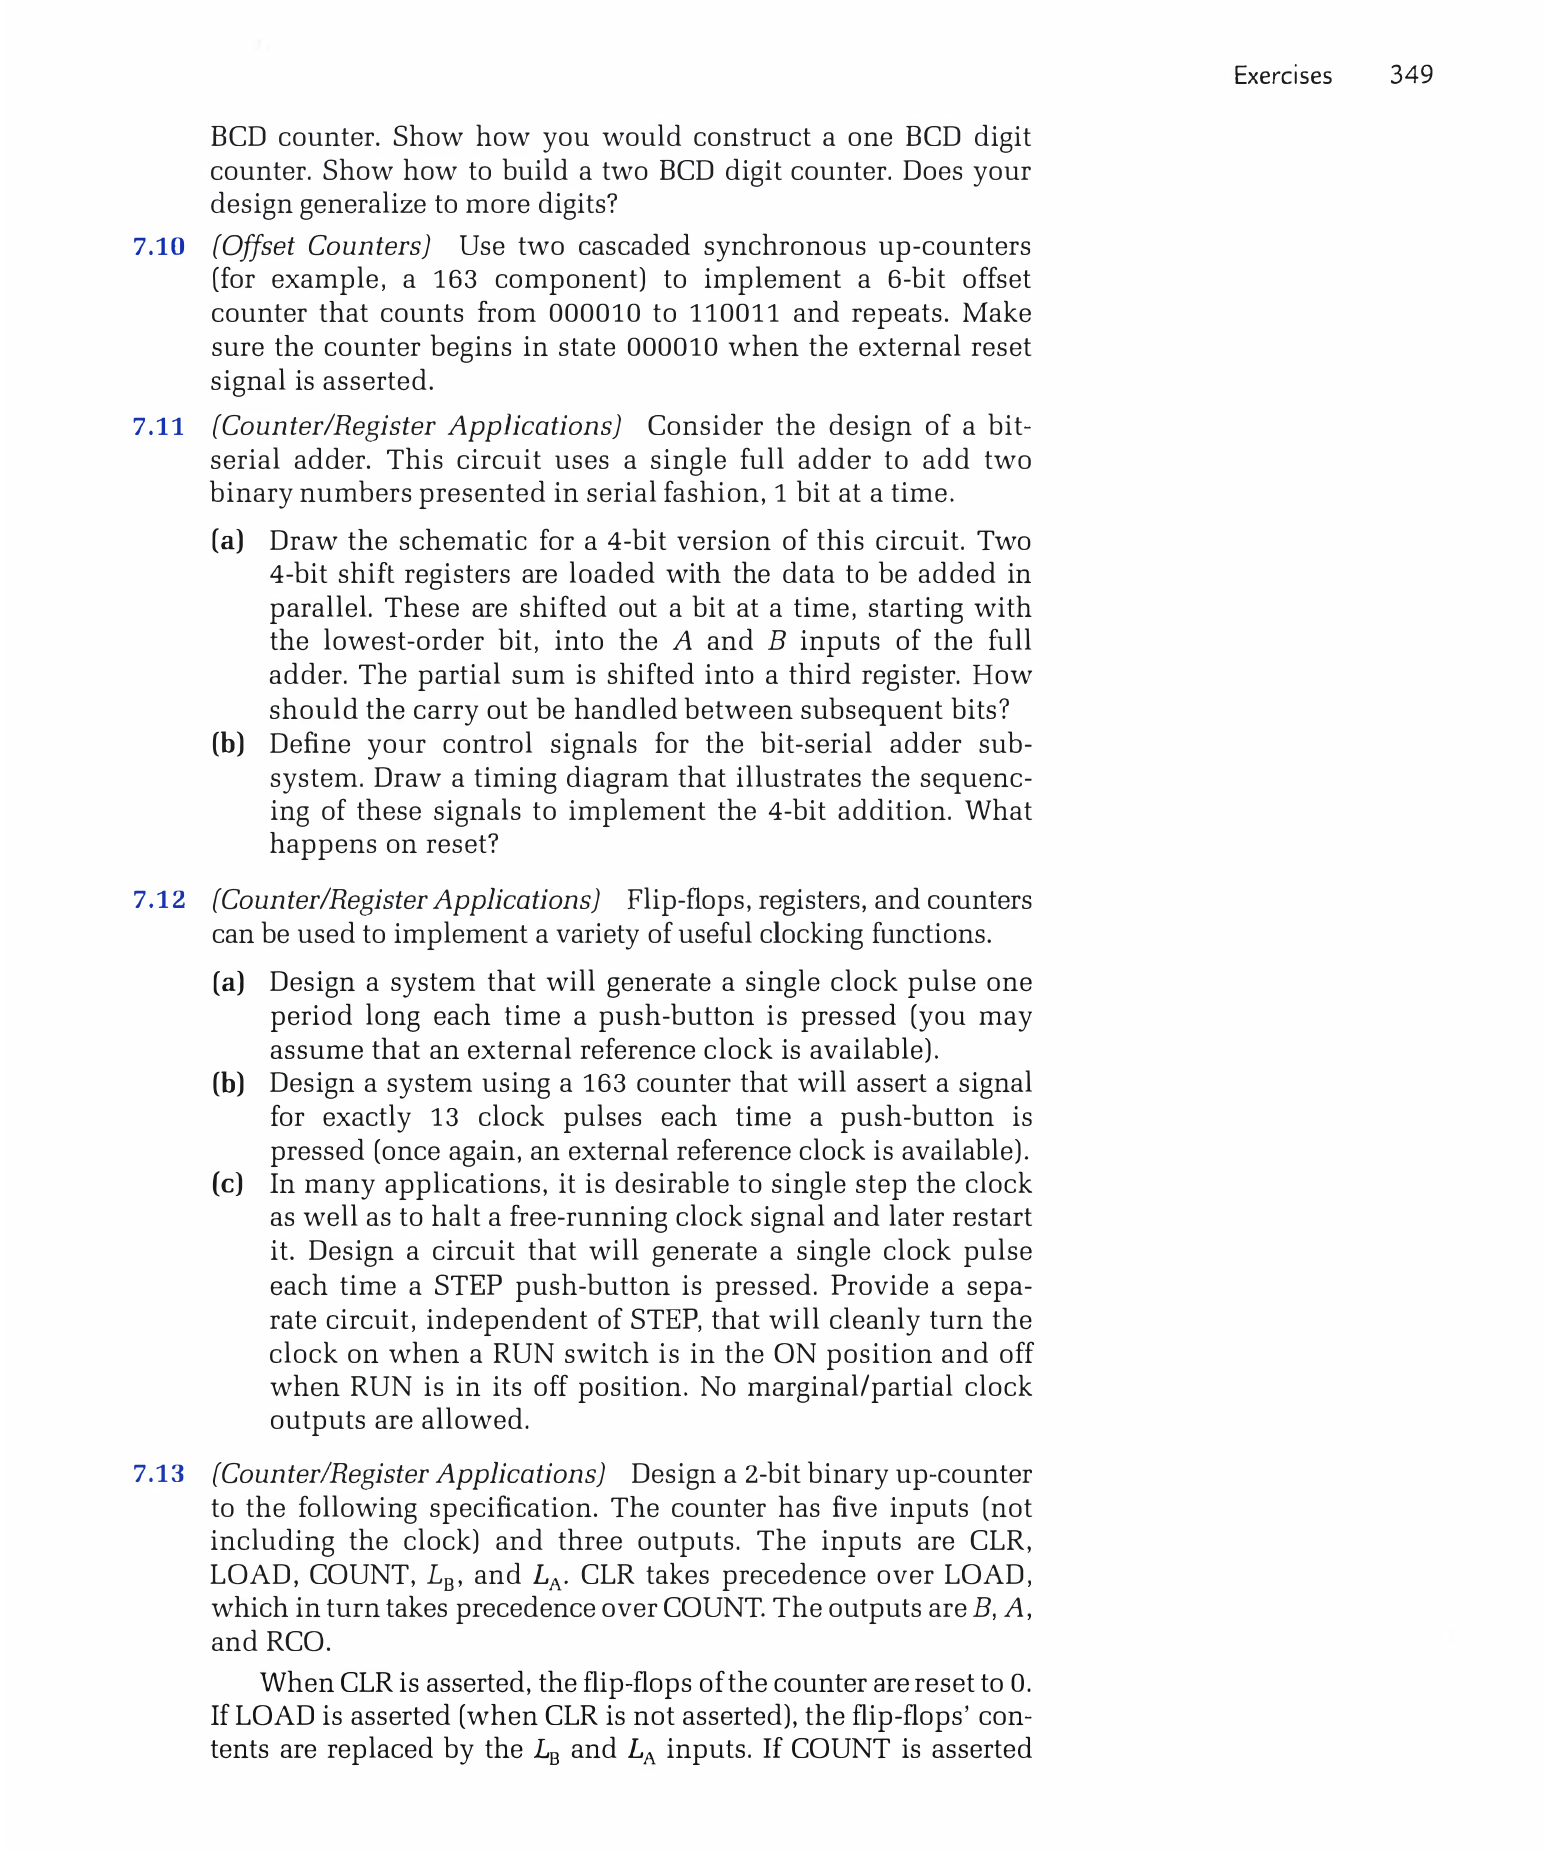 Exercises 349
BCD counter. Show how you would construct a one BCD digit
counter. Show how to build a two BCD digit counter. Does your
design generalize to more digits?
7.10 (Offset Counters) Use two cascaded synchronous up-counters
(for example, a 163 component) to implement a 6-bit offset
counter that counts from 000010 to 110011 and repeats. Make
sure the counter begins in state 000010 when the external reset
signal is asserted.
7.11 (Counter/Register Applications) Consider the design of a bit-
serial adder. This circuit uses a single full adder to add two
binary numbers presented in serial fashion, 1 bit at a time.
(a) Draw the schematic for a 4-bit version of this circuit. Two
4-bit shift registers are loaded with the data to be added in
parallel. These are shifted out a bit at a time, starting with
the lowest-order bit, into the A and B inputs of the full
adder. The partial sum is shifted into a third register. How
should the carry out be handled between subsequent bits?
(b) Define your control signals for the bit-serial adder sub-
system. Draw a timing diagram that illustrates the sequenc-
ing of these signals to implement the 4-bit addition. What
happens on reset?
7.12 (Counter/Register Applications) Flip-flops, registers, and counters
can be used to implement a variety of useful clocking functions.
(a) Design a system that will generate a single clock pulse one
period long each time a push-button is pressed (you may
assume that an external reference clock is available).
(b) Design a system using a 163 counter that will assert a signal
for exactly 13 clock pulses each time a push-button is
pressed (once again, an external reference clock is available).
(c) In many applications, it is desirable to single step the clock
as well as to halt a free-running clock signal and later restart
it. Design a circuit that will generate a single clock pulse
each time a STEP push-button is pressed. Provide a sepa-
rate circuit, independent of STEP, that will cleanly turn the
clock on when a RUN switch is in the ON position and off
when RUN is in its off position. No marginal/partial clock
outputs are allowed.
7.13 (Counter/Register Applications) Design a 2-bit binary up-counter
to the following specification. The counter has five inputs (not
including the clock) and three outputs. The inputs are CLR,
LOAD, COUNT, L_B, and L_A. CLR takes precedence over LOAD,
which in turn takes precedence over COUNT. The outputs are B, A,
and RCO.
When CLR is asserted, the flip-flops of the counter are reset to 0.
If LOAD is asserted (when CLR is not asserted), the flip-flops' con-
tents are replaced by the L_B and L_A inputs. If COUNT is asserted